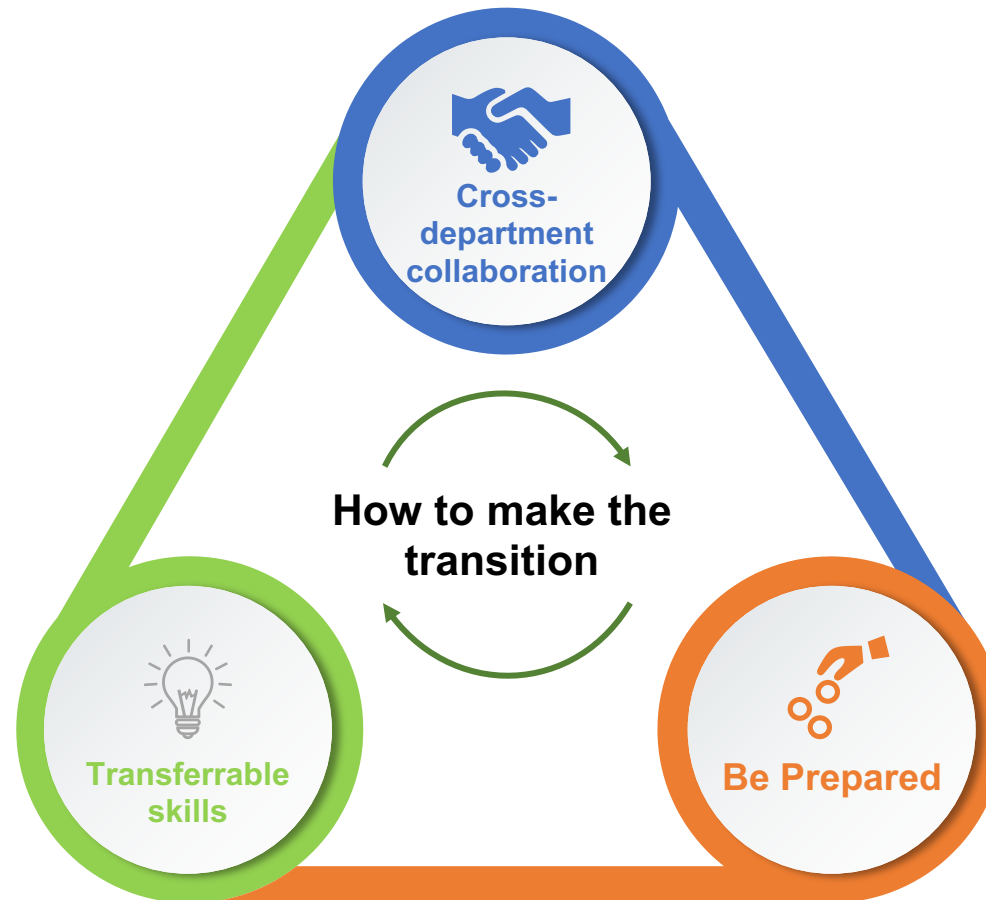 Cross-
department
collaboration
How to make the
transition
Transferrable
skills
Be Prepared